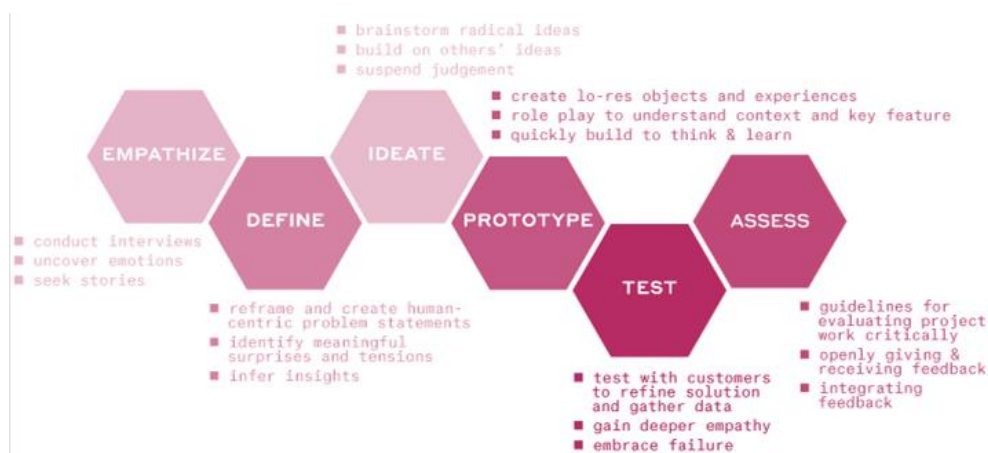 EMPATHIZE
■ conduct interviews
■ uncover emotions
■ seek stories
DEFINE
■ reframe and create human-
centric problem statements
■ identify meaningful
surprises and tensions
■ infer insights
■ brainstorm radical ideas
■ build on others' ideas
■ suspend judgement
IDEATE
■ create lo-res objects and experiences
■ role play to understand context and key feature
■ quickly build to think & learn
PROTOTYPE
TEST
■ test with customers
to refine solution
and gather data
■ gain deeper empathy
■ embrace failure
ASSESS
■ guidelines for
evaluating project
work critically
■ openly giving &
receiving feedback
■ integrating
feedback